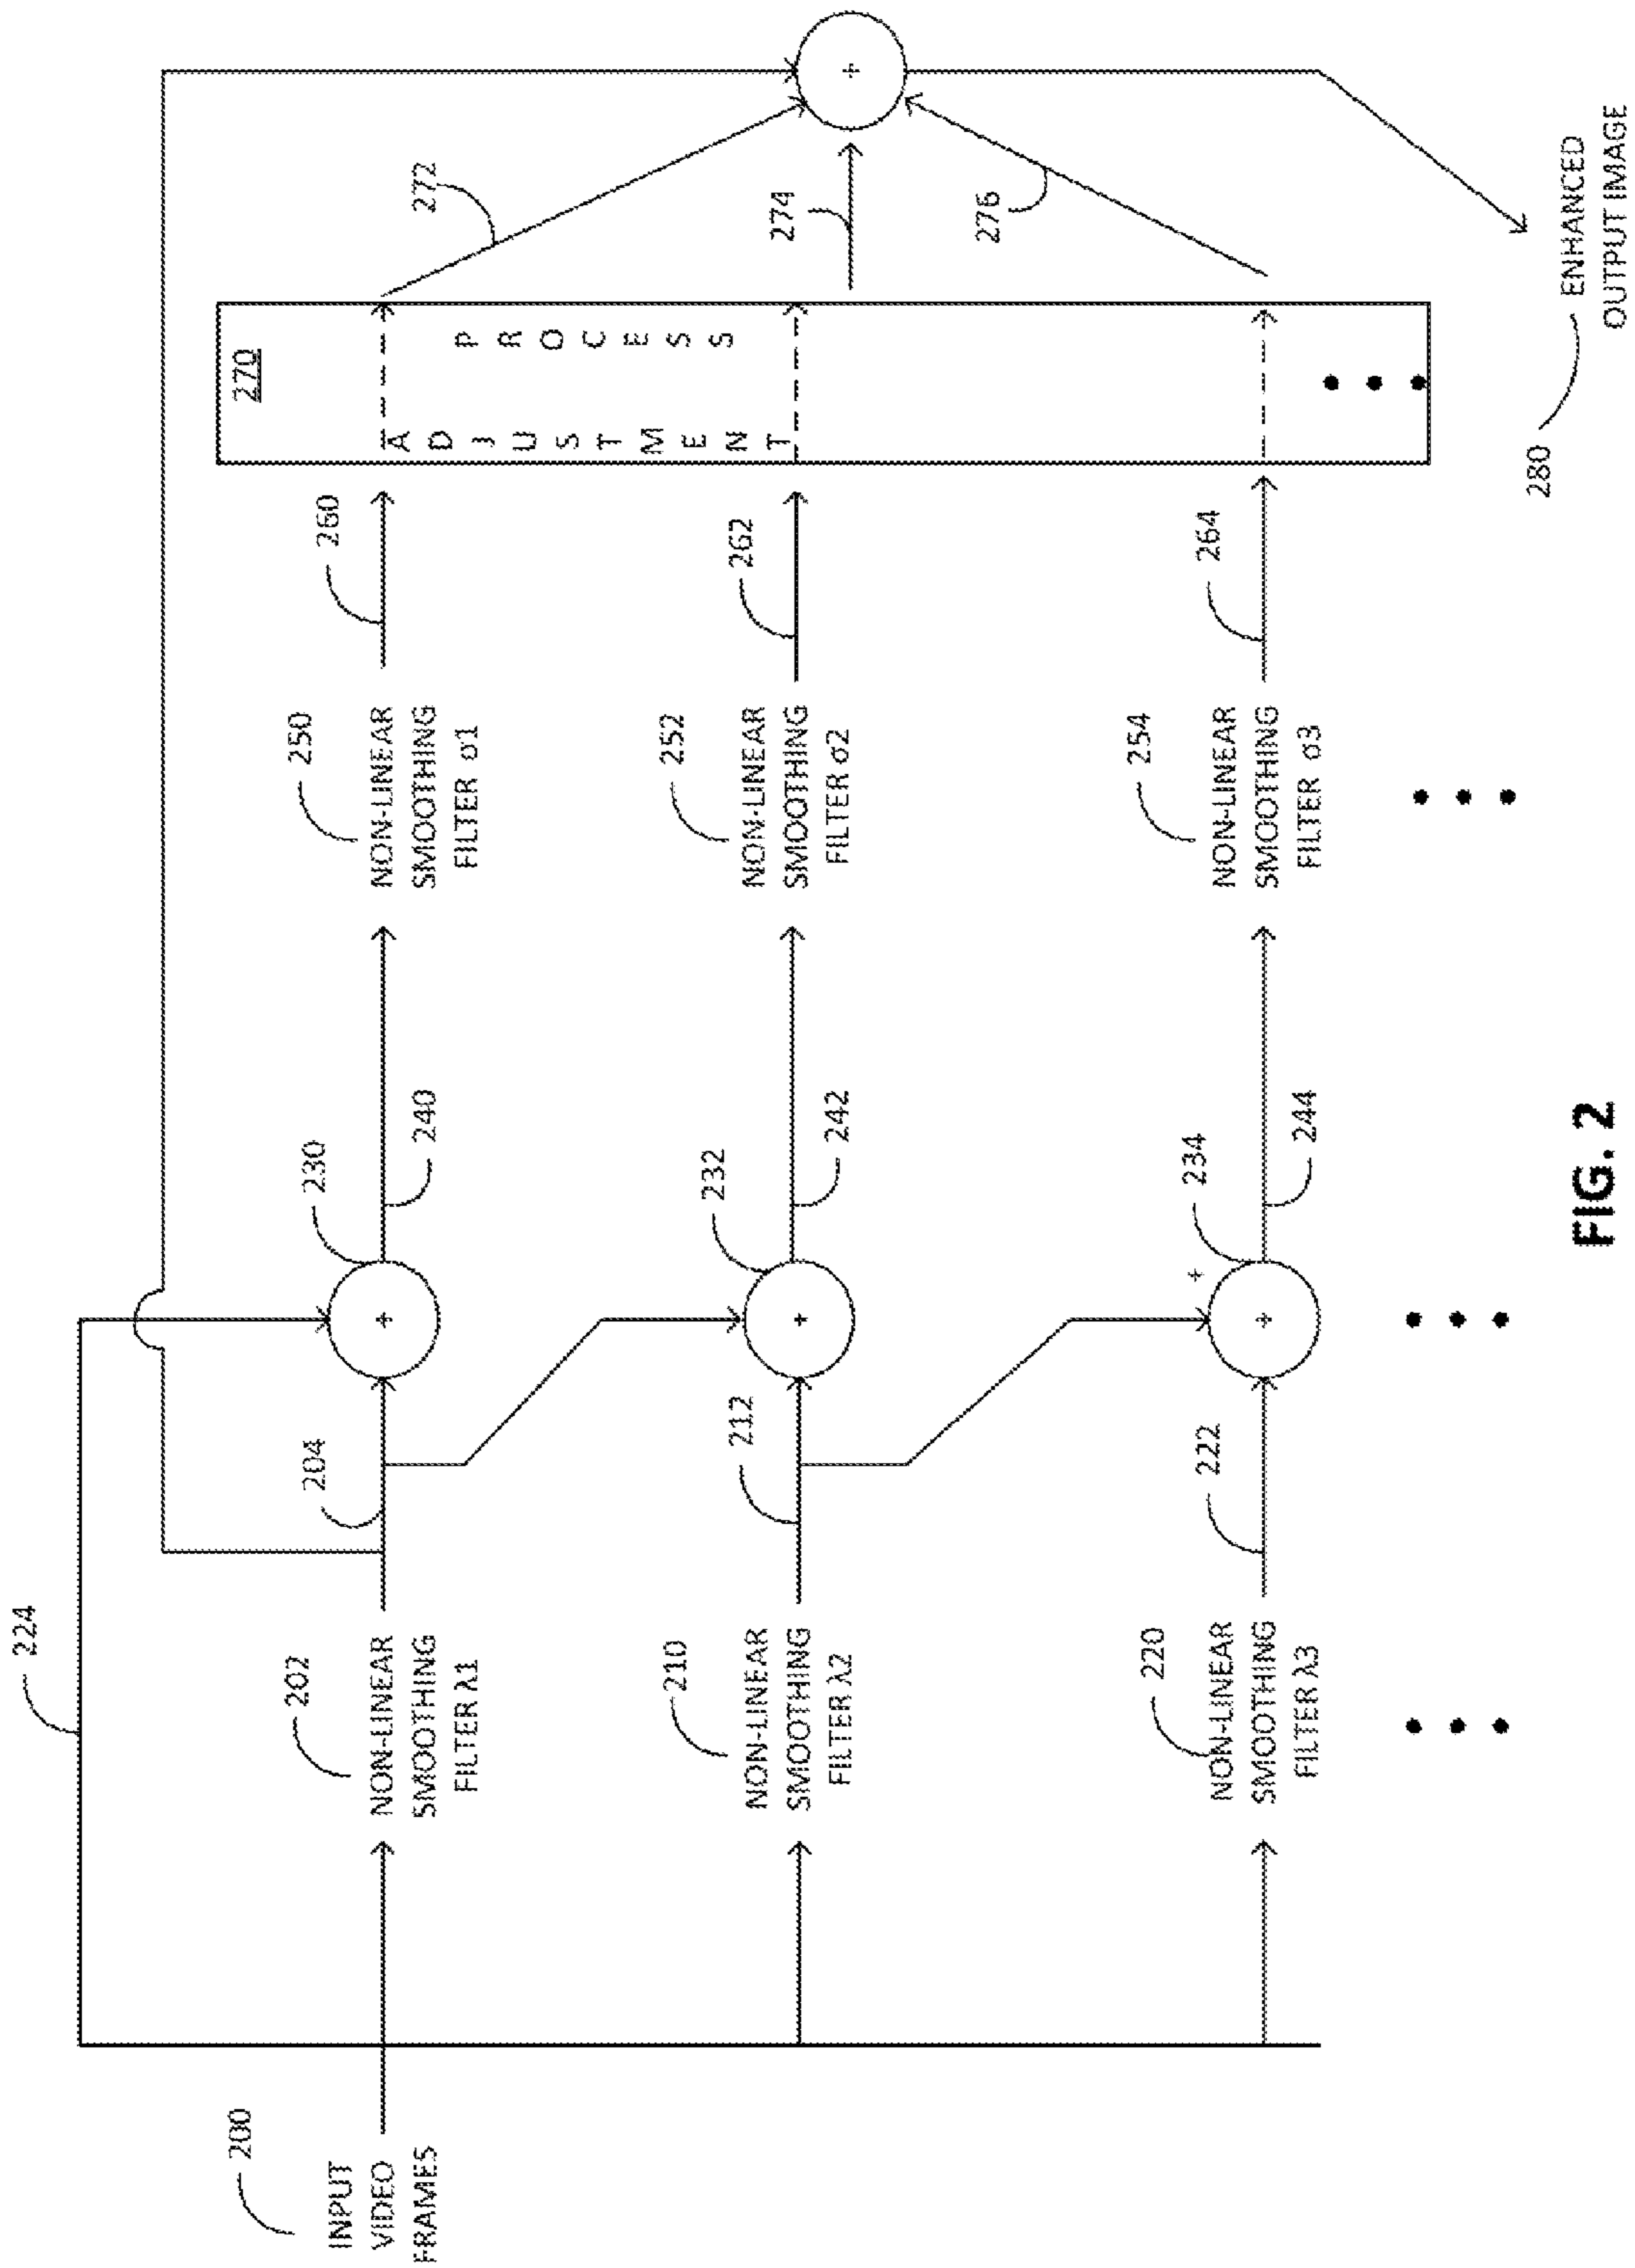 224
200
INPUT
VIDEO
FRAMES
202
NON-LINEAR
SMOOTHING
FILTER λ1
204
230
+
240
250
NON-LINEAR
SMOOTHING
FILTER σ1
260
270
ADJUSTMENT
PROCESS
272
+
210
NON-LINEAR
SMOOTHING
FILTER λ2
212
232
+
242
252
NON-LINEAR
SMOOTHING
FILTER σ2
262
274
220
NON-LINEAR
SMOOTHING
FILTER λ3
222
234
+
+
244
254
NON-LINEAR
SMOOTHING
FILTER σ3
264
276
280
ENHANCED
OUTPUT IMAGE
FIG. 2